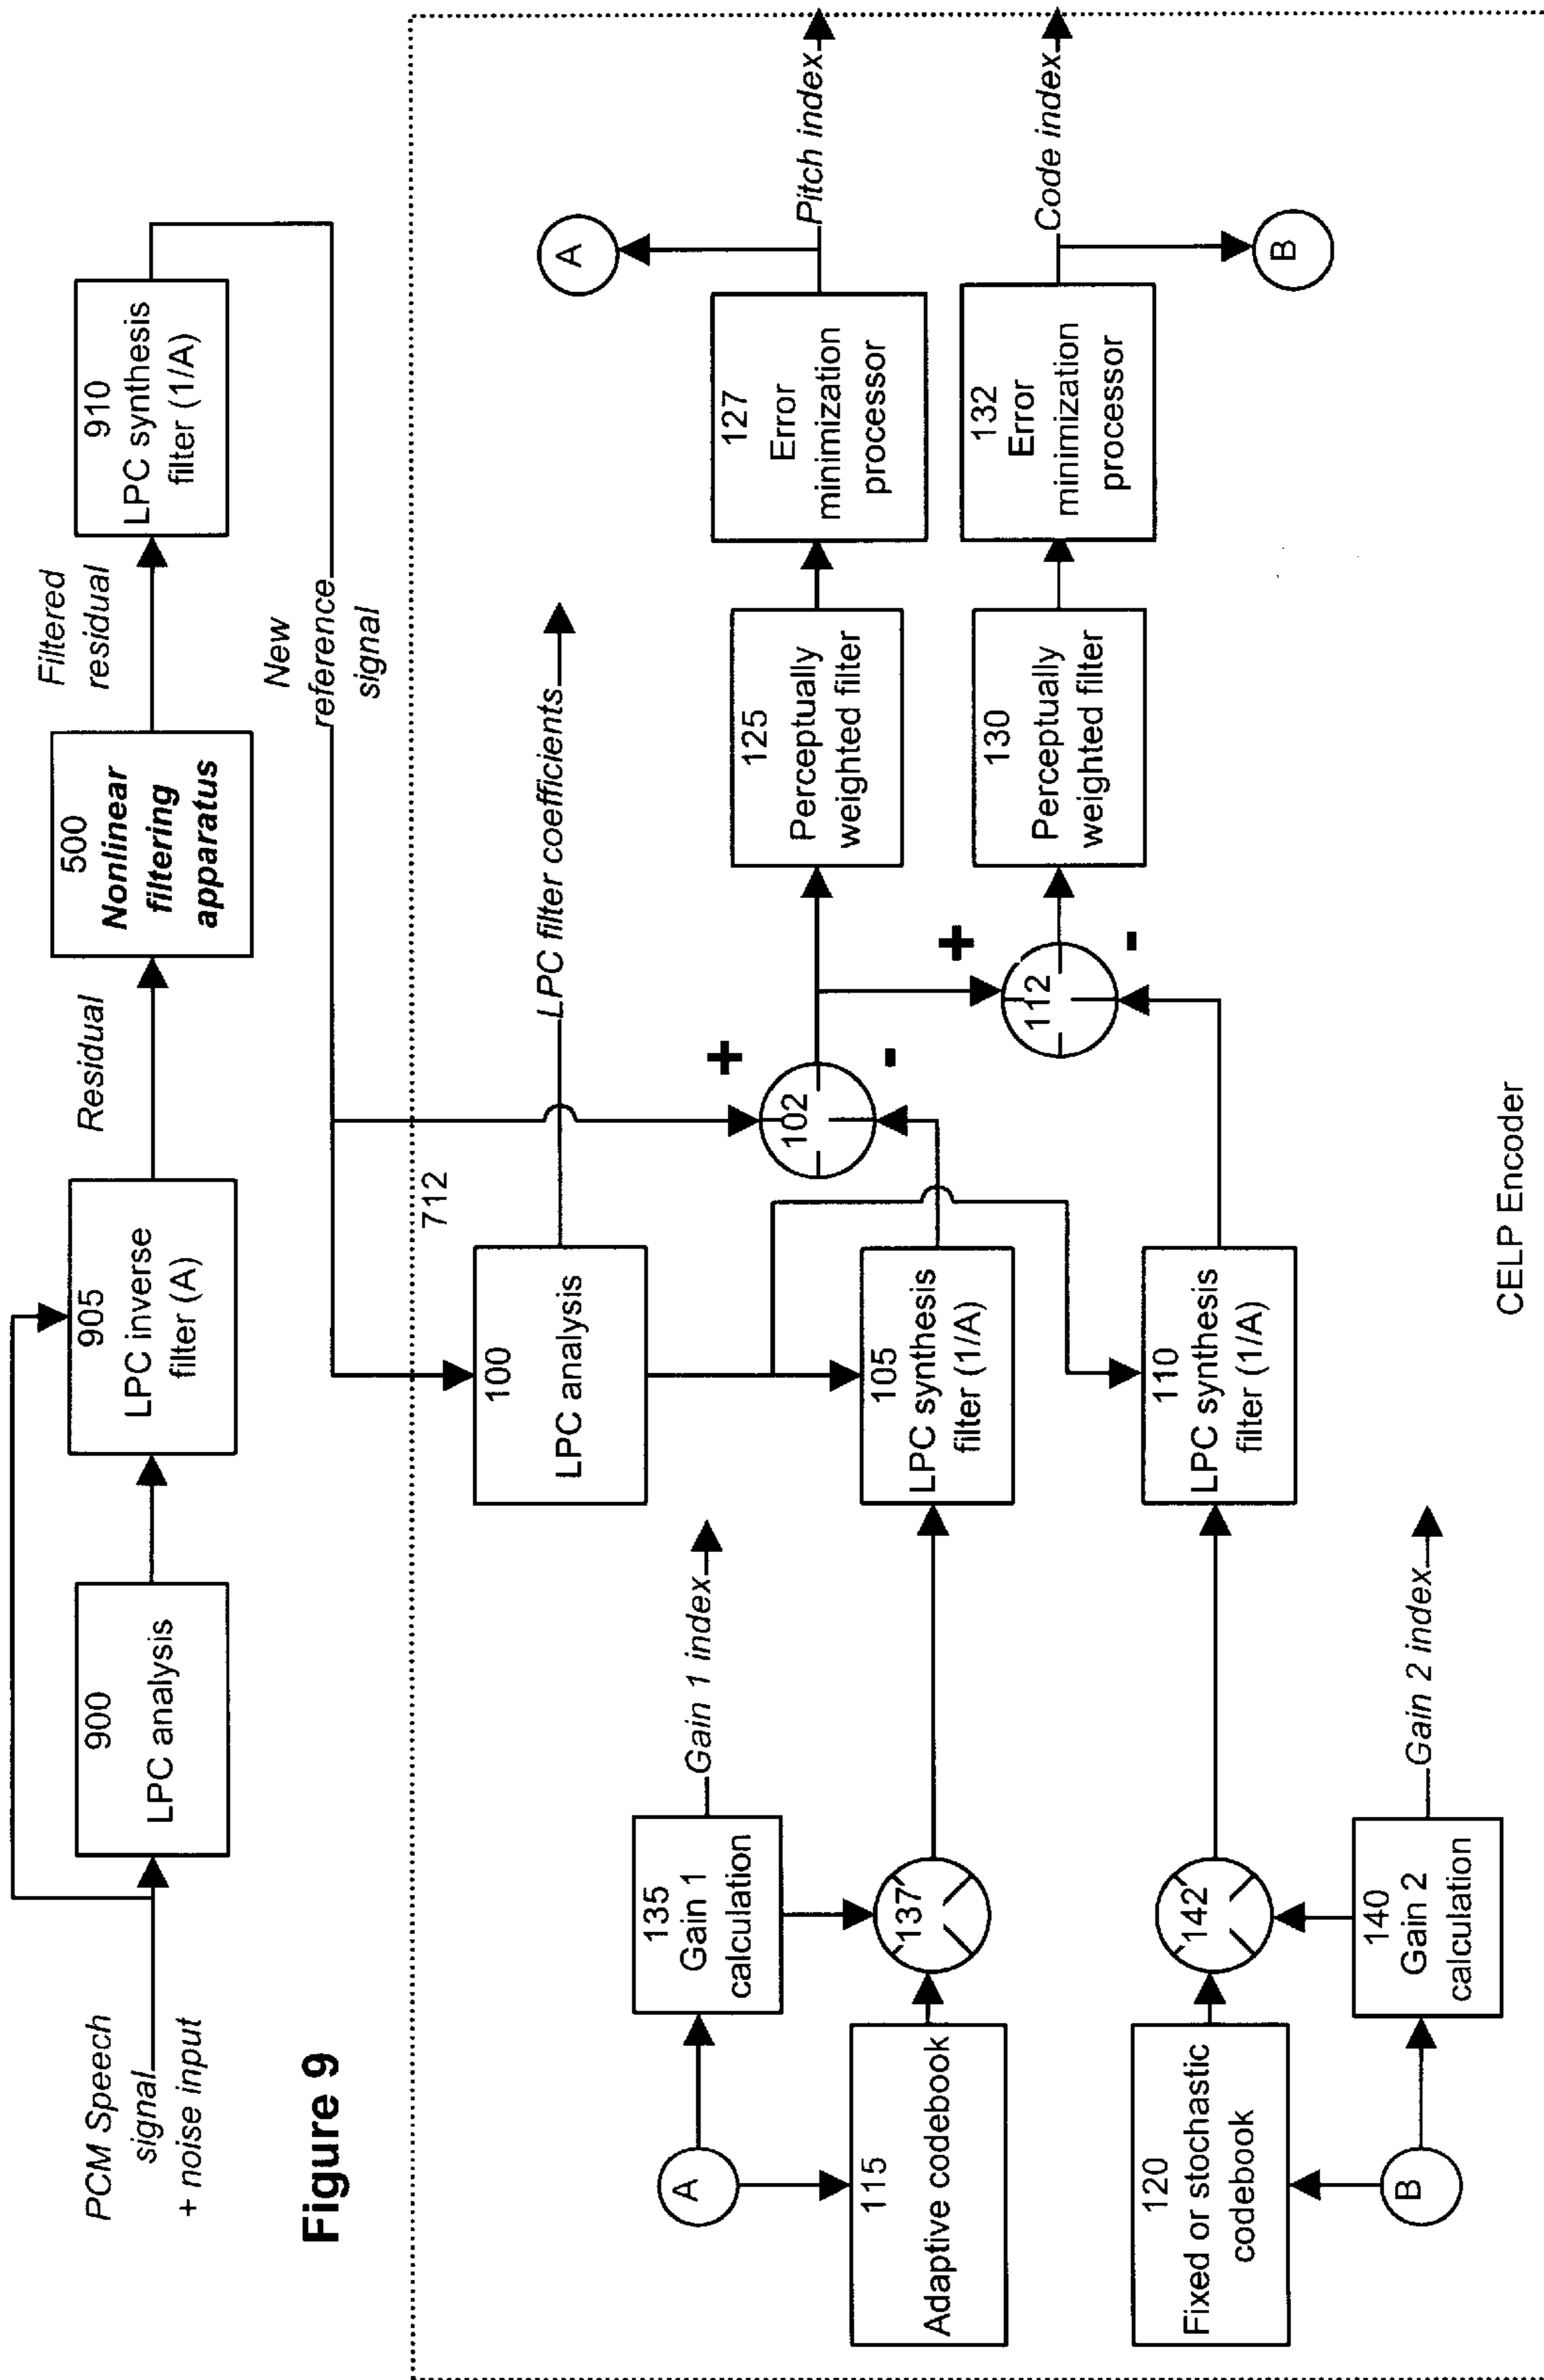 PCM Speech
signal
+ noise input
900
LPC analysis
905
LPC inverse
filter (A)
Residual
500
Nonlinear
filtering
apparatus
Filtered
residual
910
LPC synthesis
filter (1/A)
New
reference
signal
Figure 9
712
100
LPC analysis
LPC filter coefficients
A
135
Gain 1
calculation
Gain 1 index
115
Adaptive codebook
137
105
LPC synthesis
filter (1/A)
+
102
-
125
Perceptually
weighted filter
127
Error
minimization
processor
A
Pitch index
120
Fixed or stochastic
codebook
142
110
LPC synthesis
filter (1/A)
+
112
-
130
Perceptually
weighted filter
132
Error
minimization
processor
Code index
B
B
140
Gain 2
calculation
Gain 2 index
CELP Encoder